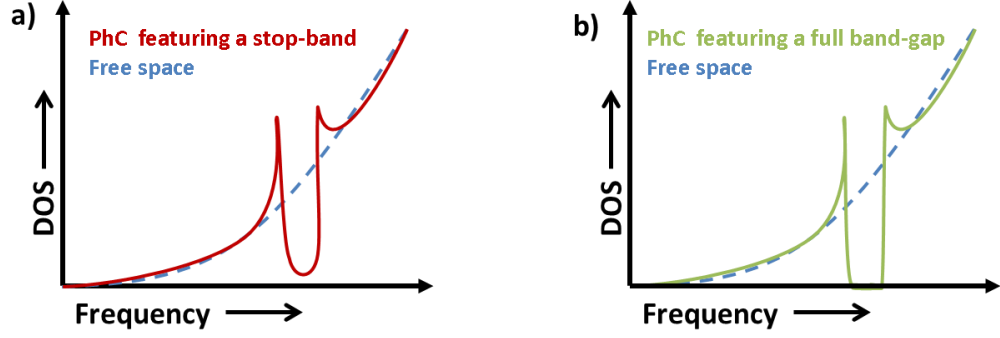 a)
PhC featuring a stop-band
Free space
DOS
Frequency
b)
PhC featuring a full band-gap
Free space
DOS
Frequency